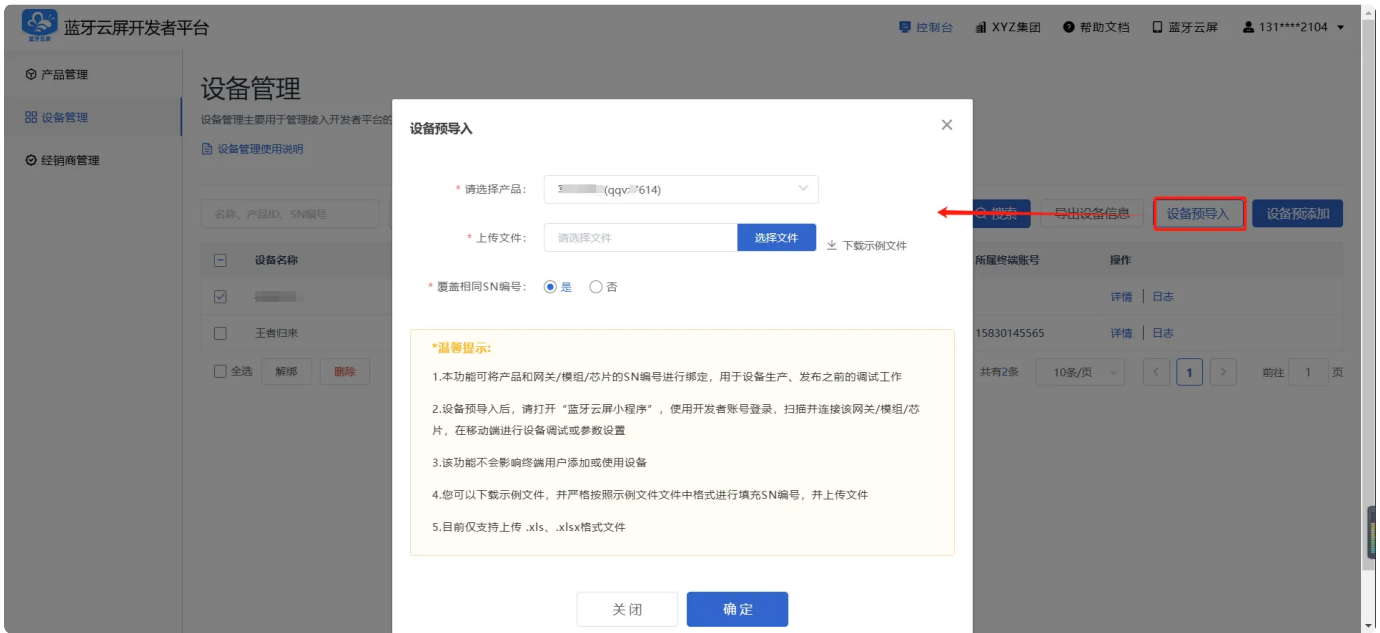 蓝牙云屏
蓝牙云屏开发者平台
控制台
XYZ集团
帮助文档
蓝牙云屏
131****2104
产品管理
设备管理
经销商管理
设备管理
设备管理主要用于管理接入开发者平台的
设备管理使用说明
名称、产品ID、SN编号
搜索
导出设备信息
设备预导入
设备预添加
设备名称
所属终端账号
操作
详情
日志
王者归来
15830145565
详情
日志
全选
解绑
删除
共有2条
10条/页
1
前往
1
页
设备预导入
* 请选择产品：
614)
* 上传文件：
请选择文件
选择文件
下载示例文件
* 覆盖相同SN编号：
是
否
*温馨提示:
1.本功能可将产品和网关/模组/芯片的SN编号进行绑定，用于设备生产、发布之前的调试工作
2.设备预导入后，请打开“蓝牙云屏小程序”，使用开发者账号登录，扫描并连接该网关/模组/芯
片，在移动端进行设备调试或参数设置
3.该功能不会影响终端用户添加或使用设备
4.您可以下载示例文件，并严格按照示例文件文件中格式进行填充SN编号，并上传文件
5.目前仅支持上传 .xls、.xlsx格式文件
关闭
确定